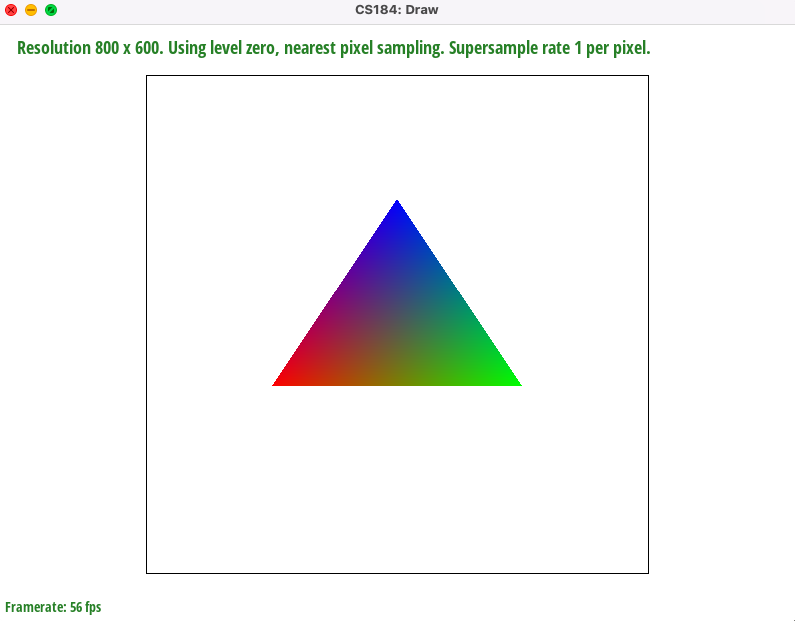 CS184: Draw
Resolution 800 x 600. Using level zero, nearest pixel sampling. Supersample rate 1 per pixel.
Framerate: 56 fps